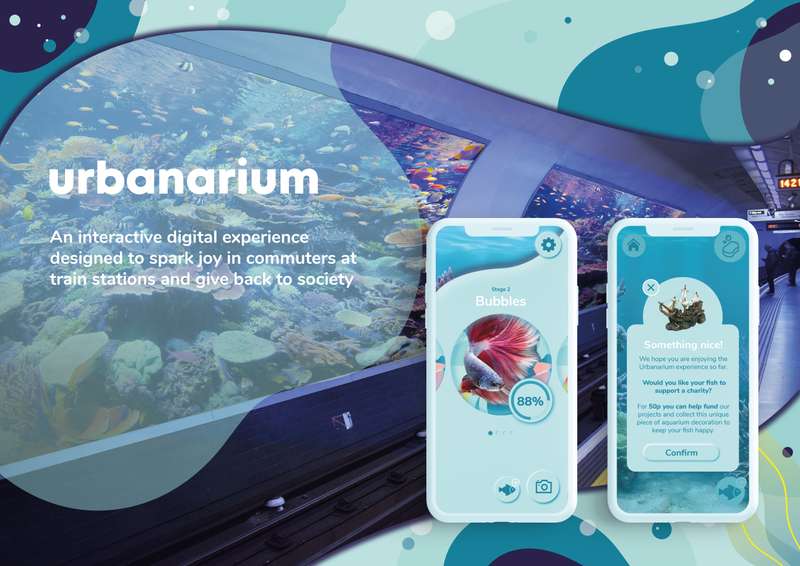 urbanarium
An interactive digital experience
designed to spark joy in commuters at
train stations and give back to society
Stage 2
Bubbles
88%
Something nice!
We hope you are enjoying the
Urbanarium experience so far.
Would you like your fish to
support a charity?
For 50p you can help fund our
projects and collect this unique
piece of aquarium decoration to
keep your fish happy.
Confirm